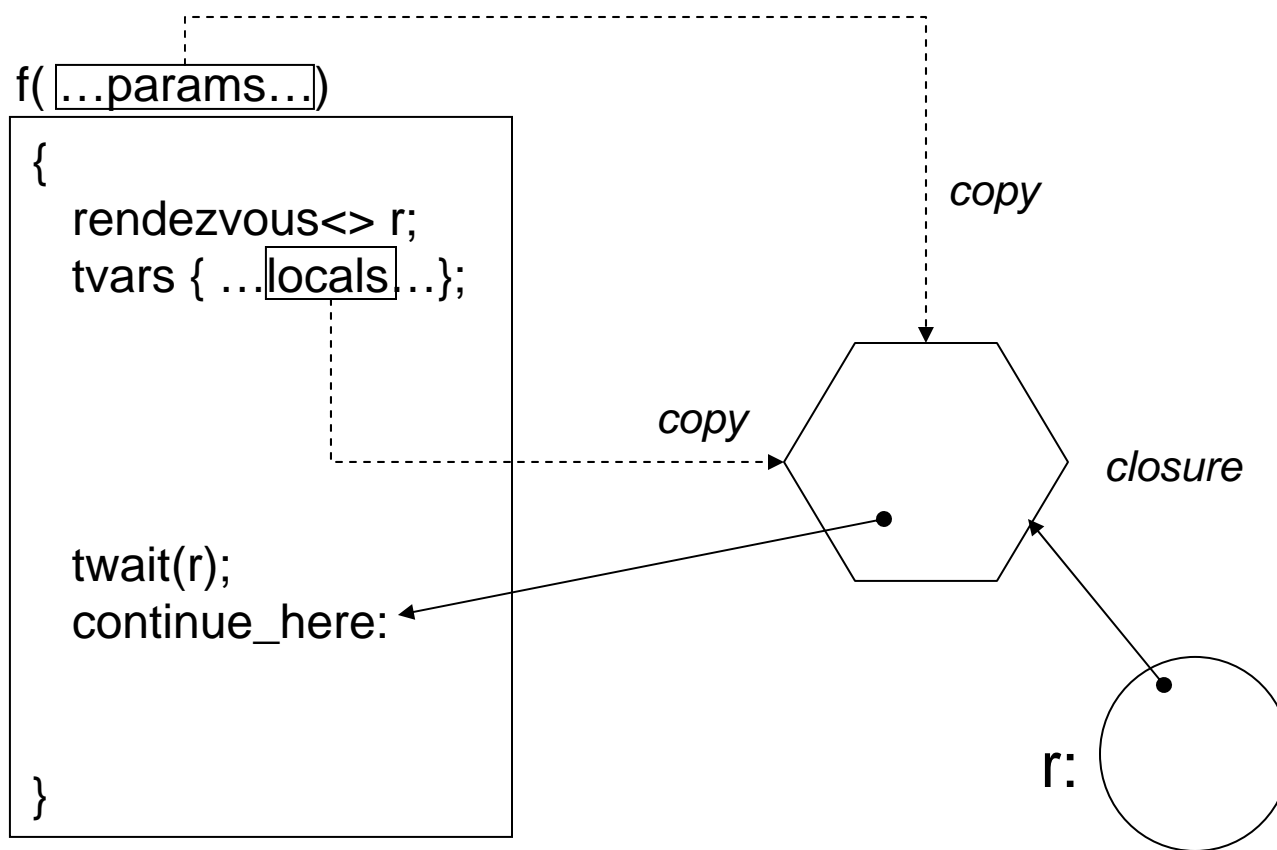 f( …params…)
{
rendezvous<> r;
tvars { …locals…};
twait(r);
continue_here:
}
copy
copy
closure
r: